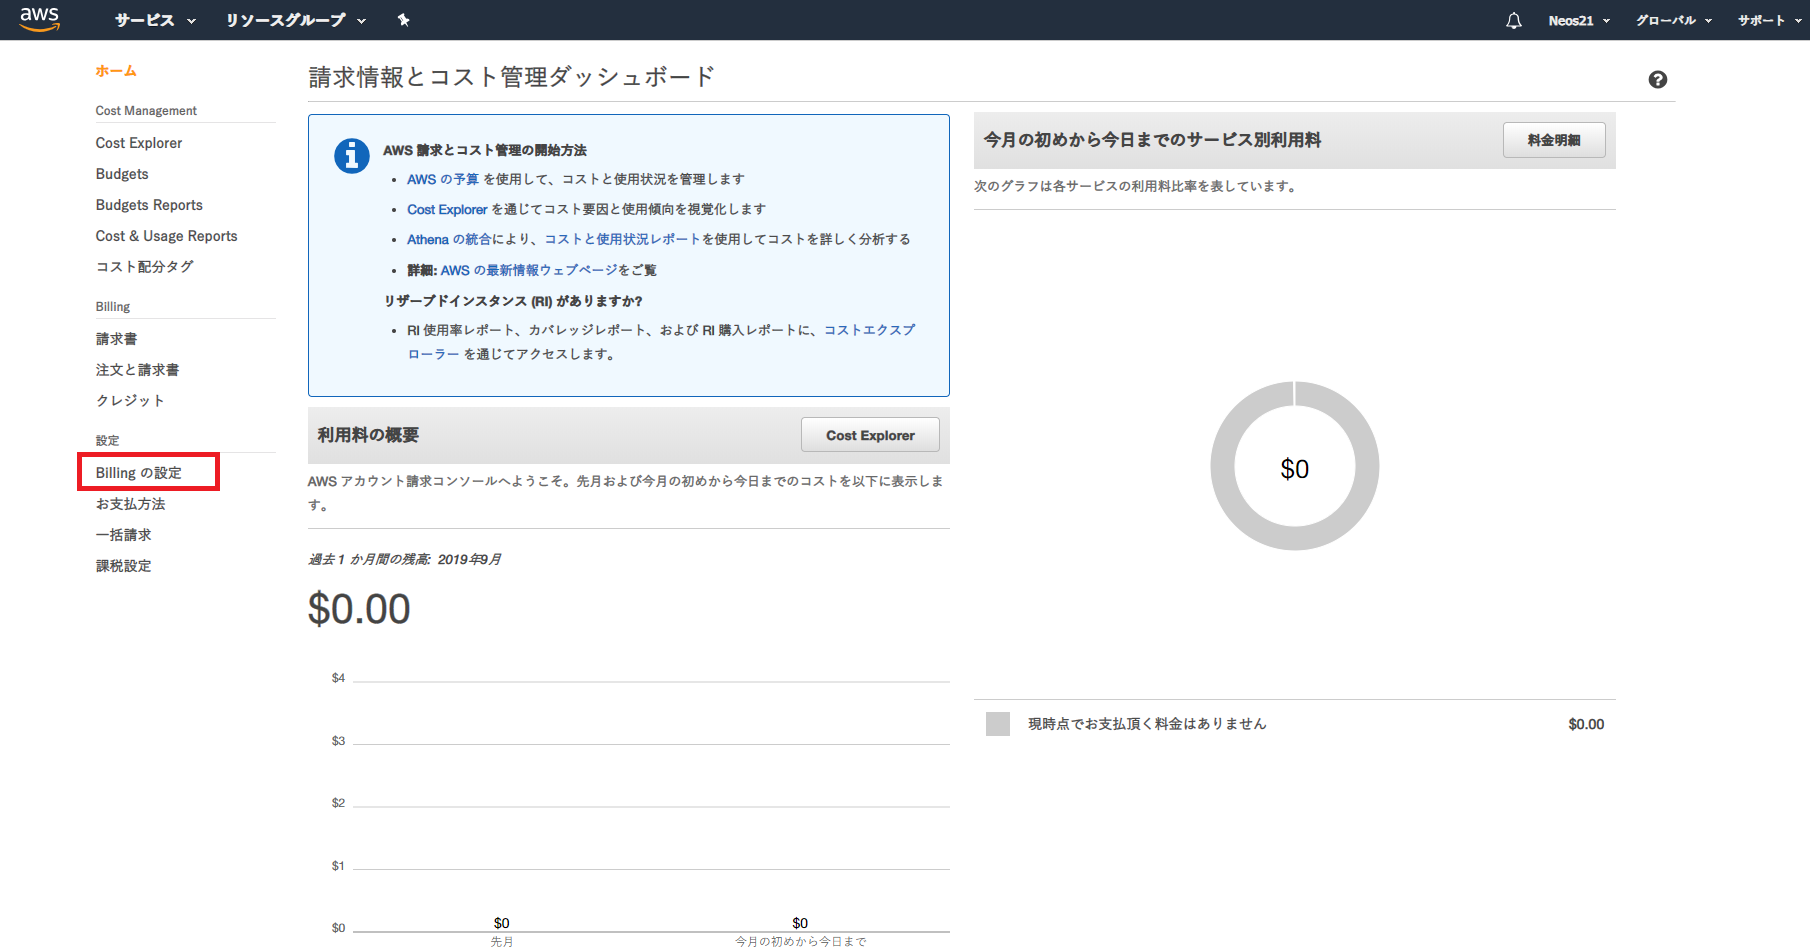 aws サービス リソースグループ Neos21 グローバル サポート
ホーム
Cost Management
Cost Explorer
Budgets
Budgets Reports
Cost & Usage Reports
コスト配分タグ
Billing
請求書
注文と請求書
クレジット
設定
Billing の設定
お支払方法
一括請求
課税設定
請求情報とコスト管理ダッシュボード
AWS 請求とコスト管理の開始方法
AWS の予算 を使用して、コストと使用状況を管理します
Cost Explorer を通じてコスト要因と使用傾向を視覚化します
Athena の統合により、コストと使用状況レポートを使用してコストを詳しく分析する
詳細: AWS の最新情報ウェブページをご覧
リザーブドインスタンス (RI) がありますか?
RI 使用率レポート、カバレッジレポート、および RI 購入レポートに、コストエクスプ
ローラー を通じてアクセスします。
利用料の概要
Cost Explorer
AWS アカウント請求コンソールへようこそ。先月および今月の初めから今日までのコストを以下に表示しま
す。
過去 1 か月間の残高: 2019年9月
$0.00
$4
$3
$2
$1
$0
$0
$0
先月
今月の初めから今日まで
今月の初めから今日までのサービス別利用料
料金明細
次のグラフは各サービスの利用料比率を表しています。
$0
現時点でお支払頂く料金はありません $0.00